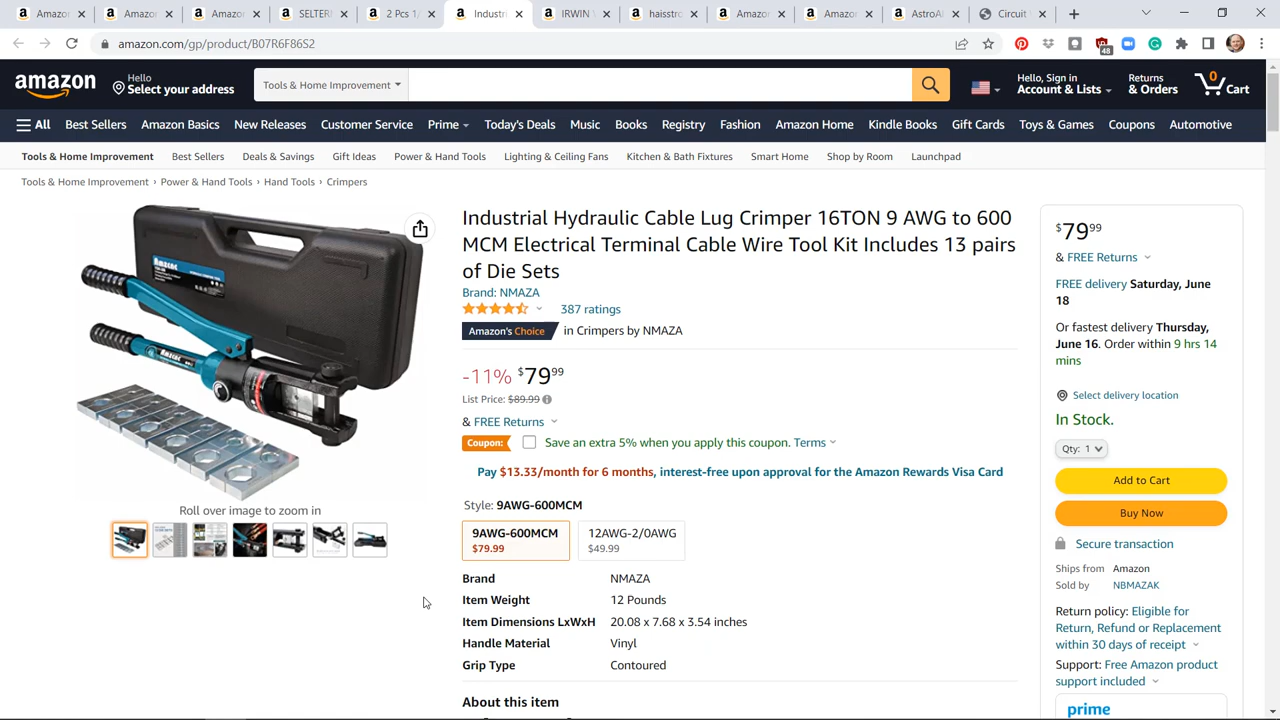 Amazon
Amazon
Amazon
SELTERM
2 Pcs 1/
Industri
IRWIN V
haisstro
Amazon
Amazon
AstroAI
Circuit
amazon.com/gp/product/B07R6F86S2
48
amazon
Hello
Select your address
Tools & Home Improvement
Hello, Sign in
Account & Lists
Returns
& Orders
0
Cart
All
Best Sellers
Amazon Basics
New Releases
Customer Service
Prime
Today's Deals
Music
Books
Registry
Fashion
Amazon Home
Kindle Books
Gift Cards
Toys & Games
Coupons
Automotive
Tools & Home Improvement
Best Sellers
Deals & Savings
Gift Ideas
Power & Hand Tools
Lighting & Ceiling Fans
Kitchen & Bath Fixtures
Smart Home
Shop by Room
Launchpad
Tools & Home Improvement › Power & Hand Tools › Hand Tools › Crimpers
Roll over image to zoom in
Industrial Hydraulic Cable Lug Crimper 16TON 9 AWG to 600
MCM Electrical Terminal Cable Wire Tool Kit Includes 13 pairs
of Die Sets
Brand: NMAZA
387 ratings
Amazon's Choice in Crimpers by NMAZA
-11% $79 99
List Price: $89.99
& FREE Returns
Coupon: Save an extra 5% when you apply this coupon. Terms
Pay $13.33/month for 6 months, interest-free upon approval for the Amazon Rewards Visa Card
Style: 9AWG-600MCM
9AWG-600MCM
$79.99
12AWG-2/0AWG
$49.99
Brand NMAZA
Item Weight 12 Pounds
Item Dimensions LxWxH 20.08 x 7.68 x 3.54 inches
Handle Material Vinyl
Grip Type Contoured
About this item
$79 99
& FREE Returns
FREE delivery Saturday, June
18
Or fastest delivery Thursday,
June 16. Order within 9 hrs 14
mins
Select delivery location
In Stock.
Qty: 1
Add to Cart
Buy Now
Secure transaction
Ships from Amazon
Sold by NBMAZAK
Return policy: Eligible for
Return, Refund or Replacement
within 30 days of receipt
Support: Free Amazon product
support included
prime